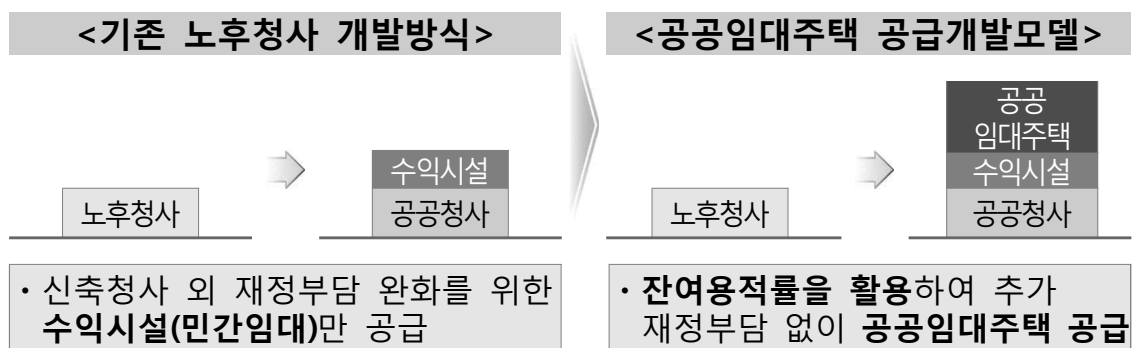 <기존 노후청사 개발방식>
노후청사
수익시설
공공청사
· 신축청사 외 재정부담 완화를 위한
수익시설(민간임대)만 공급
<공공임대주택 공급개발모델>
노후청사
공공
임대주택
수익시설
공공청사
· 잔여용적률을 활용하여 추가
재정부담 없이 공공임대주택 공급